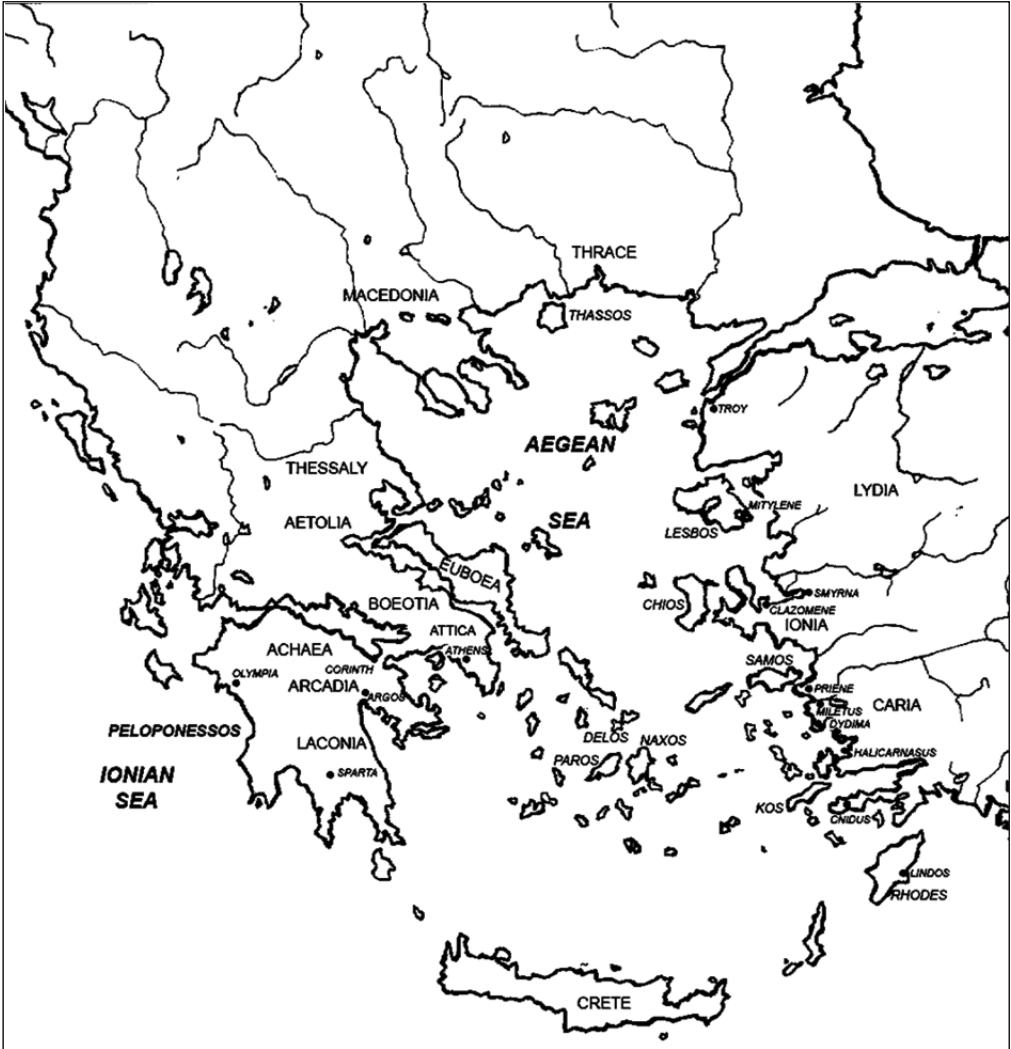 THRACE
MACEDONIA
THASSOS
TROY
AEGEAN
SEA
THESSALY
LYDIA
MITYLENE
AETOLIA
LESBOS
EUBOEA
SMYRNA
CHIOS
BOEOTIA
CLAZOMENE
IONIA
ATTICA
ACHAEA
ATHENS
SAMOS
CORINTH
OLYMPIA
ARCADIA
ARGOS
PRIENE
CARIA
MILETUS
PELOPONESSOS
DYDIMA
DELOS
NAXOS
LACONIA
HALICARNASUS
PAROS
IONIAN
SEA
SPARTA
KOS
CNIDUS
LINDOS
RHODES
CRETE